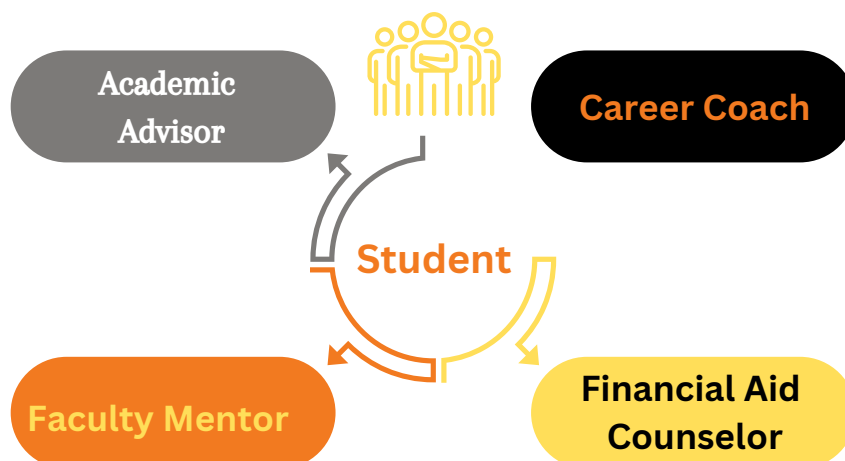 Academic
Advisor
Career Coach
Student
Faculty Mentor
Financial Aid
Counselor